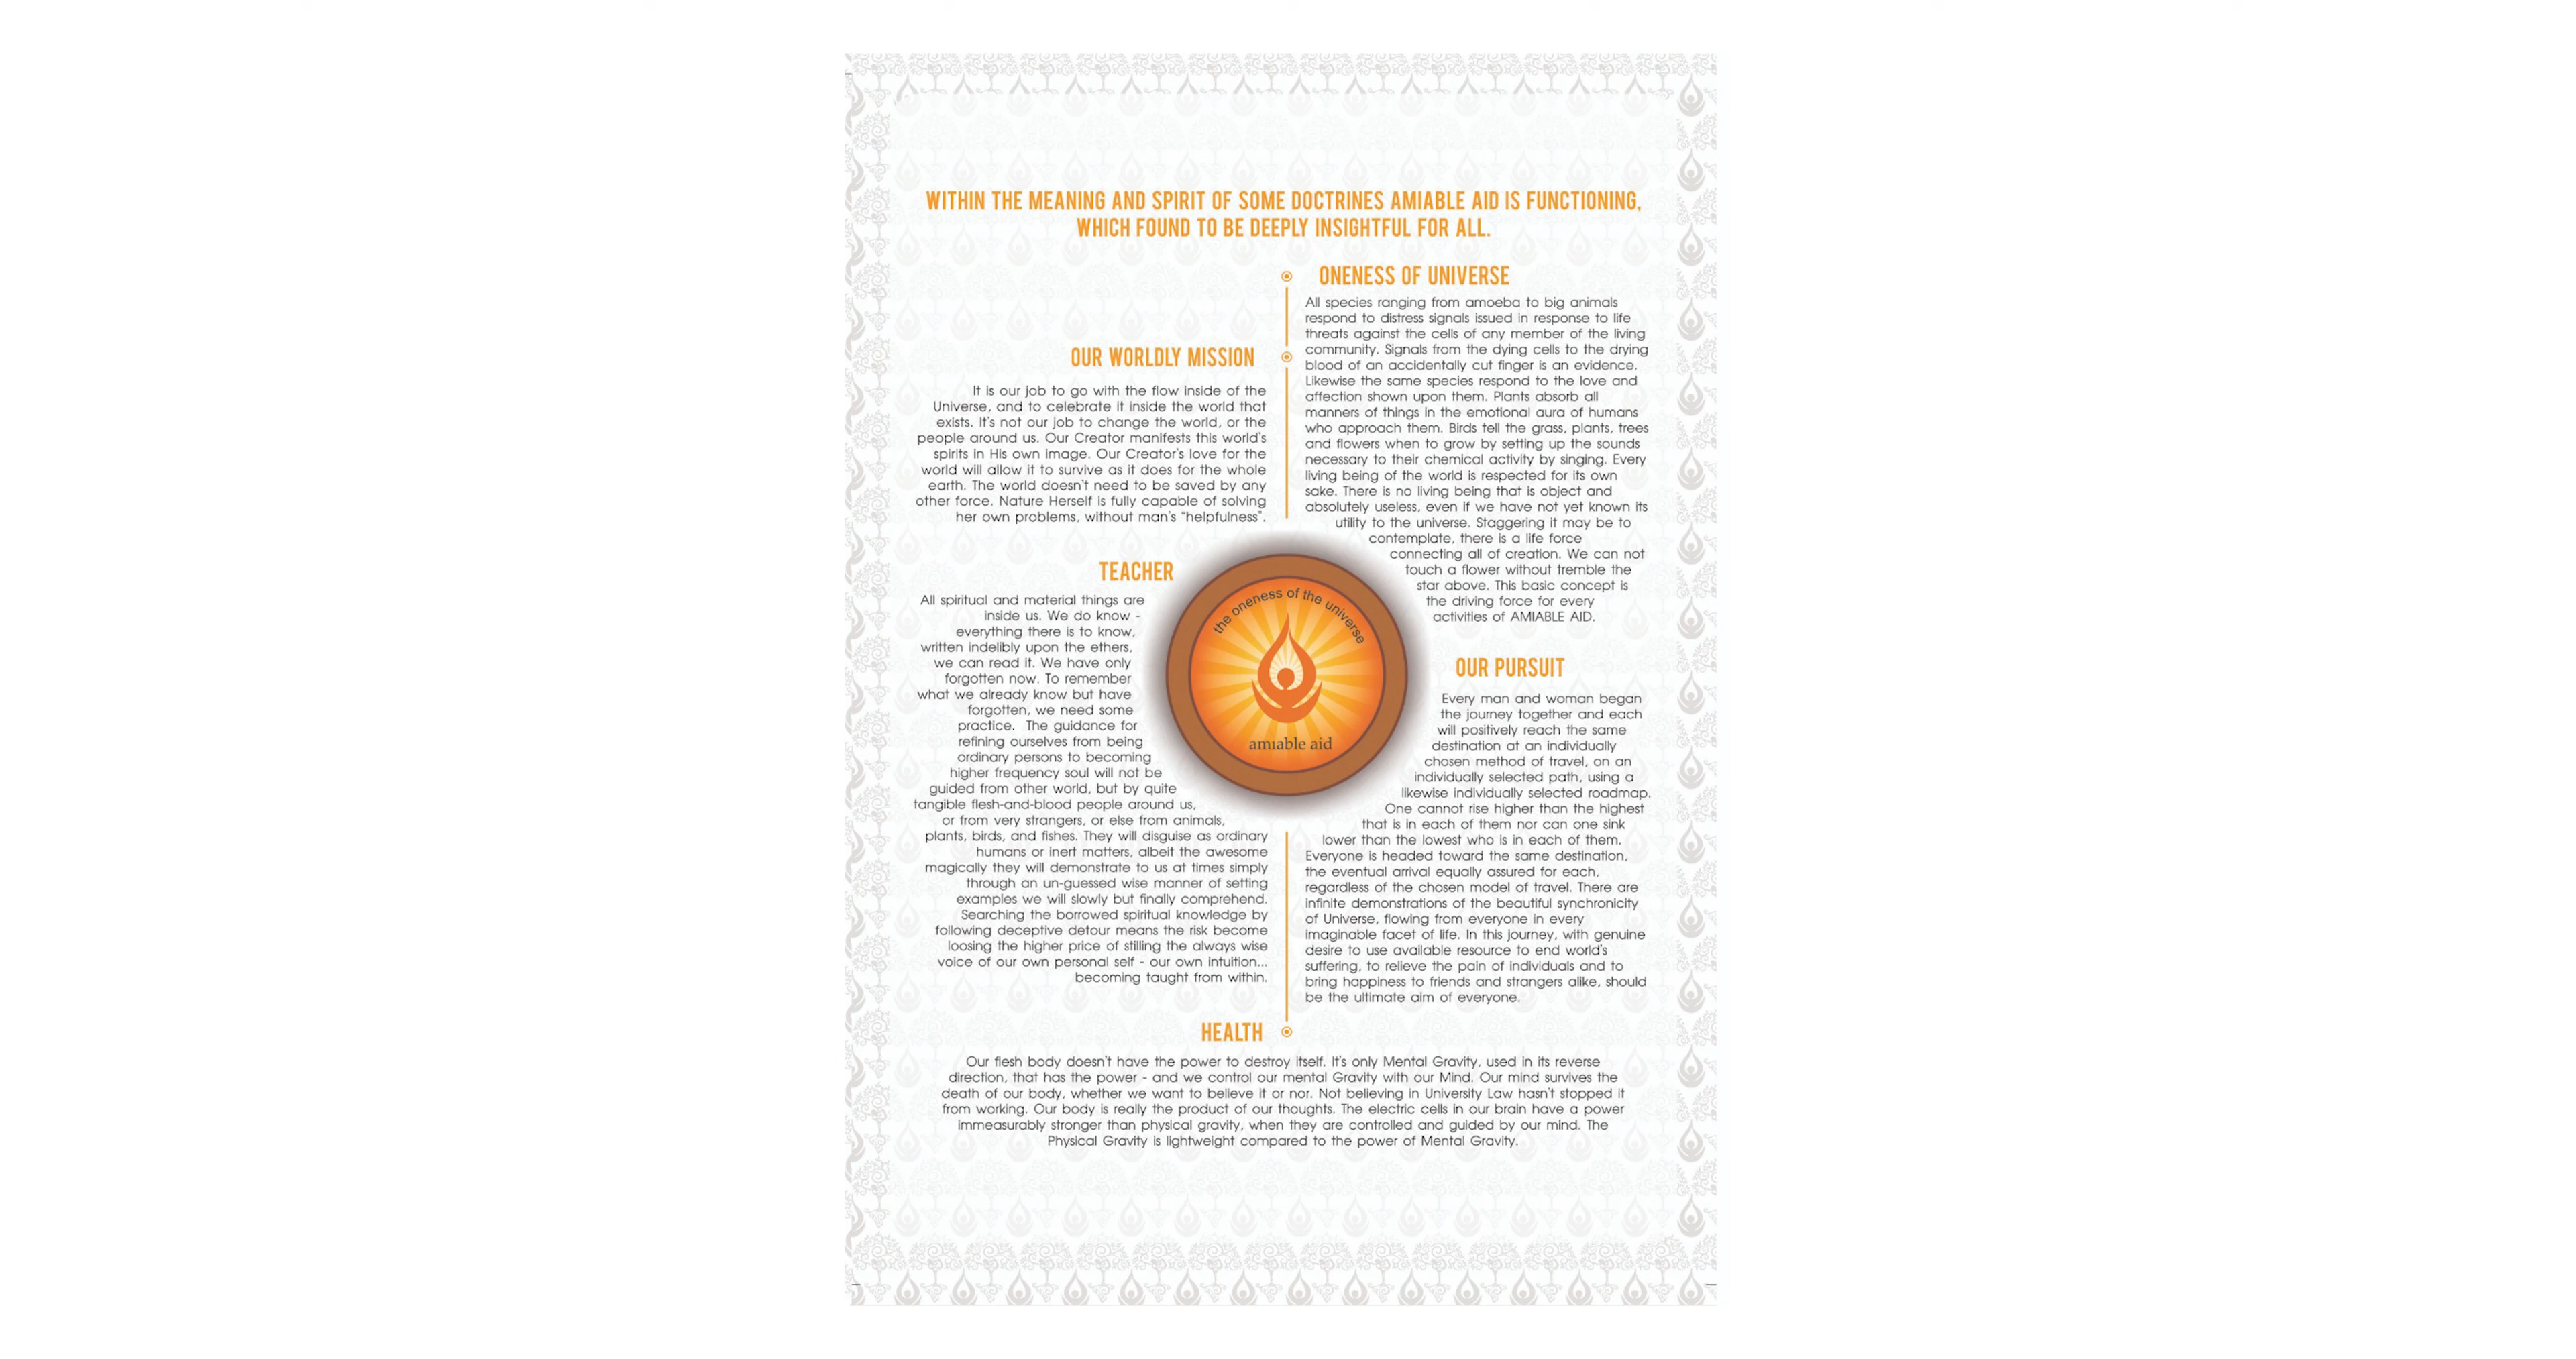 WITHIN THE MEANING AND SPIRIT OF SOME DOCTRINES AMIABLE AID IS FUNCTIONING,
WHICH FOUND TO BE DEEPLY INSIGHTFUL FOR ALL.
ONENESS OF UNIVERSE
All species ranging from amoeba to big animals
respond to distress signals issued in response to life
threats against the cells of any member of the living
community. Signals from the dying cells to the drying
blood of an accidentally cut finger is an evidence.
Likewise the same species respond to the love and
affection shown upon them. Plants absorb all
manners of things in the emotional aura of humans
who approach them. Birds tell the grass, plants, trees
and flowers when to grow by setting up the sounds
necessary to their chemical activity by singing. Every
living being of the world is respected for its own
sake. There is no living being that is object and
absolutely useless, even if we have not yet known its
utility to the universe. Staggering it may be to
contemplate, there is a life force
connecting all of creation. We can not
touch a flower without tremble the
star above. This basic concept is
the driving force for every
activities of AMIABLE AID.
OUR WORLDLY MISSION
It is our job to go with the flow inside of the
Universe, and to celebrate it inside the world that
exists. It's not our job to change the world, or the
people around us. Our Creator manifests this world's
spirits in His own image. Our Creator's love for the
world will allow it to survive as it does for the whole
earth. The world doesn't need to be saved by any
other force. Nature Herself is fully capable of solving
her own problems, without man's "helpfulness".
TEACHER
All spiritual and material things are
inside us. We do know -
everything there is to know,
written indelibly upon the ethers,
we can read it. We have only
forgotten now. To remember
what we already know but have
forgotten, we need some
practice. The guidance for
refining ourselves from being
ordinary persons to becoming
higher frequency soul will not be
guided from other world, but by quite
tangible flesh-and-blood people around us,
or from very strangers, or else from animals,
plants, birds, and fishes. They will disguise as ordinary
humans or inert matters, albeit the awesome
magically they will demonstrate to us at times simply
through an un-guessed wise manner of setting
examples we will slowly but finally comprehend.
Searching the borrowed spiritual knowledge by
following deceptive detour means the risk become
loosing the higher price of stilling the always wise
voice of our own personal self - our own intuition...
becoming taught from within.
the oneness of the universe
amiable aid
OUR PURSUIT
Every man and woman began
the journey together and each
will positively reach the same
destination at an individually
chosen method of travel, on an
individually selected path, using a
likewise individually selected roadmap.
One cannot rise higher than the highest
that is in each of them nor can one sink
lower than the lowest who is in each of them.
Everyone is headed toward the same destination,
the eventual arrival equally assured for each,
regardless of the chosen model of travel. There are
infinite demonstrations of the beautiful synchronicity
of Universe, flowing from everyone in every
imaginable facet of life. In this journey, with genuine
desire to use available resource to end world's
suffering, to relieve the pain of individuals and to
bring happiness to friends and strangers alike, should
be the ultimate aim of everyone.
HEALTH
Our flesh body doesn't have the power to destroy itself. It's only Mental Gravity, used in its reverse
direction, that has the power - and we control our mental Gravity with our Mind. Our mind survives the
death of our body, whether we want to believe it or nor. Not believing in University Law hasn't stopped it
from working. Our body is really the product of our thoughts. The electric cells in our brain have a power
immeasurably stronger than physical gravity, when they are controlled and guided by our mind. The
Physical Gravity is lightweight compared to the power of Mental Gravity.